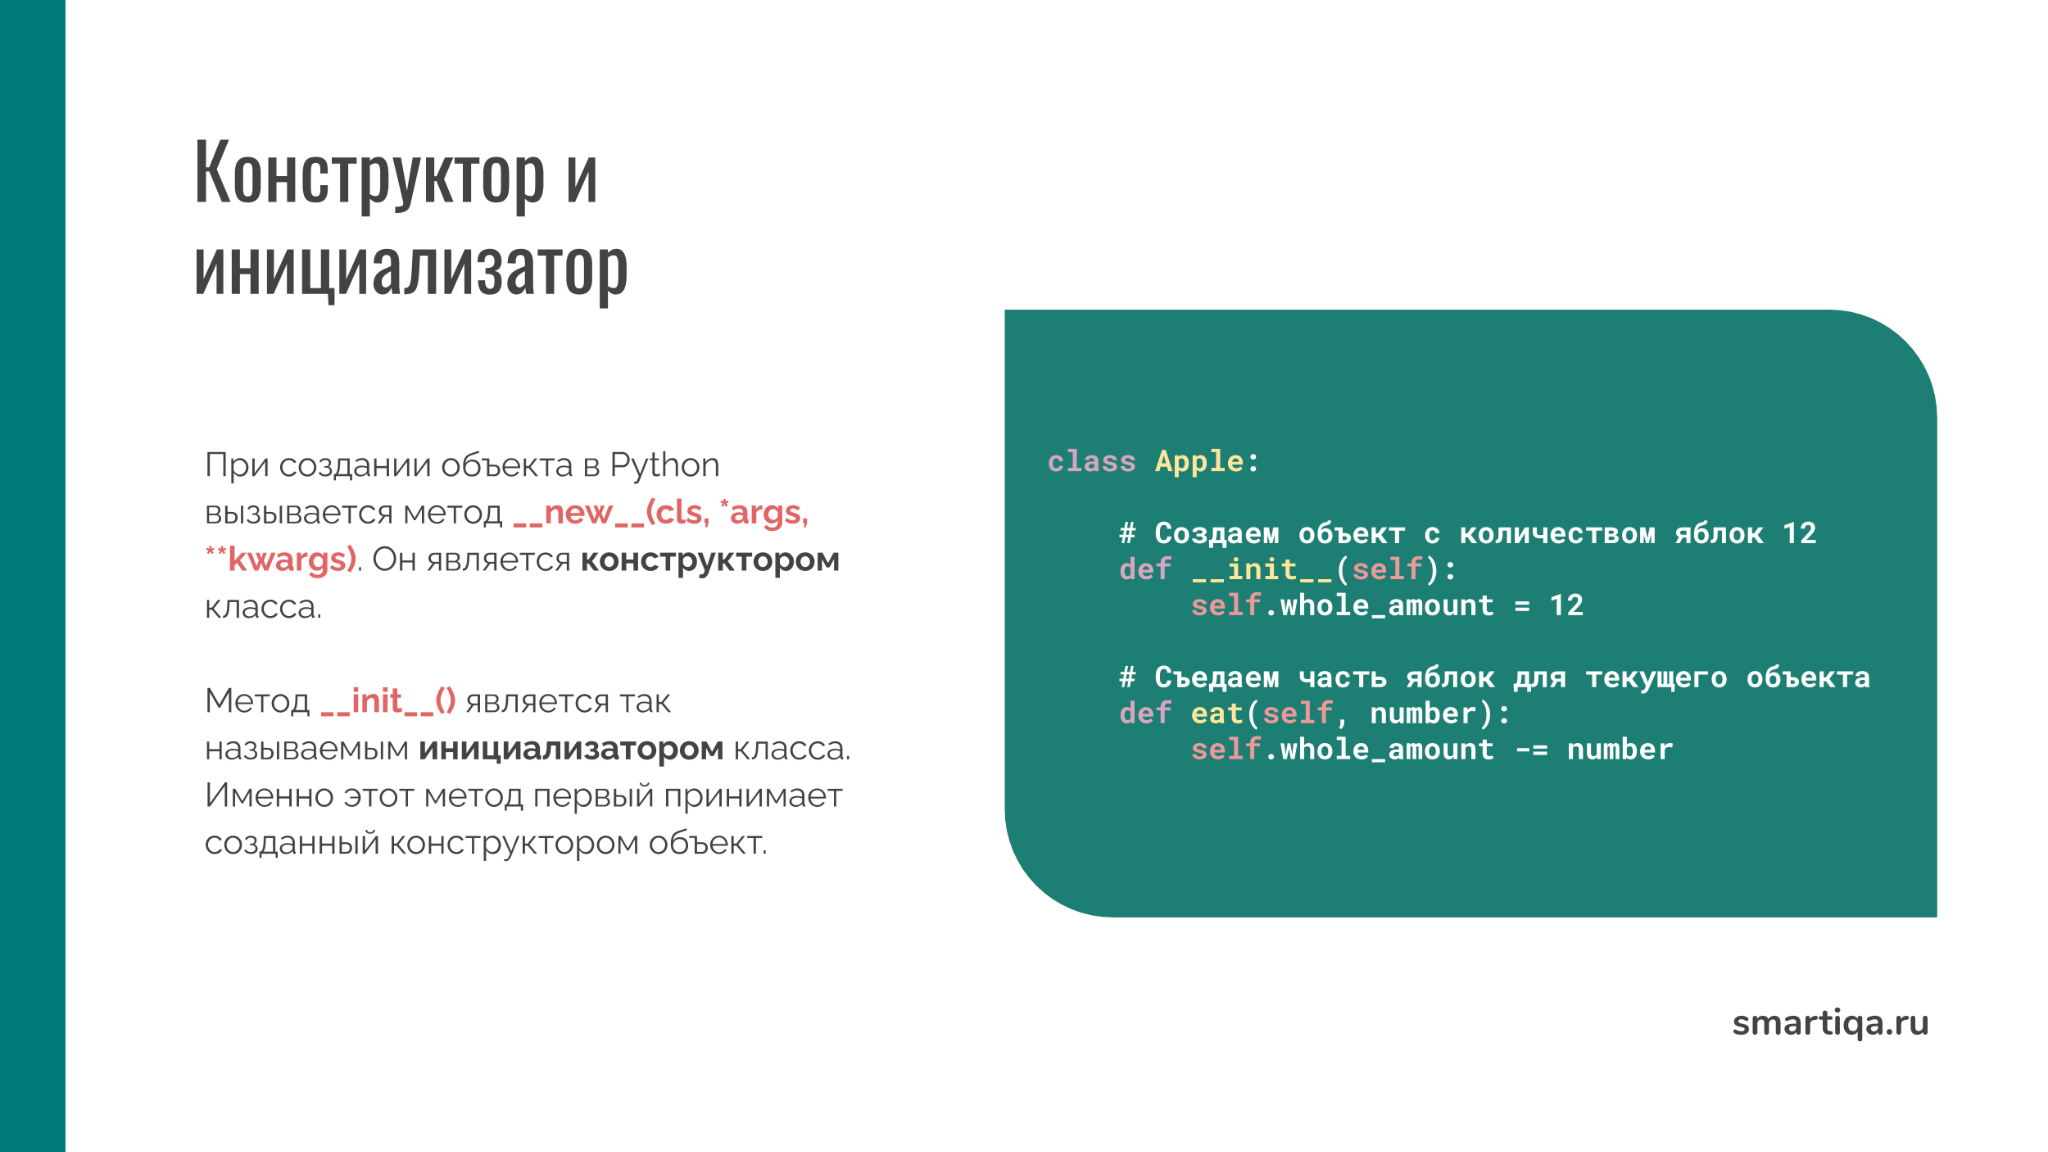 Конструктор и
инициализатор
При создании объекта в Python
вызывается метод __new__(cls, *args,
**kwargs). Он является конструктором
класса.
Метод __init__() является так
называемым инициализатором класса.
Именно этот метод первый принимает
созданный конструктором объект.
class Apple:
    # Создаем объект с количеством яблок 12
    def __init__(self):
        self.whole_amount = 12
    # Съедаем часть яблок для текущего объекта
    def eat(self, number):
        self.whole_amount -= number
smartiqa.ru